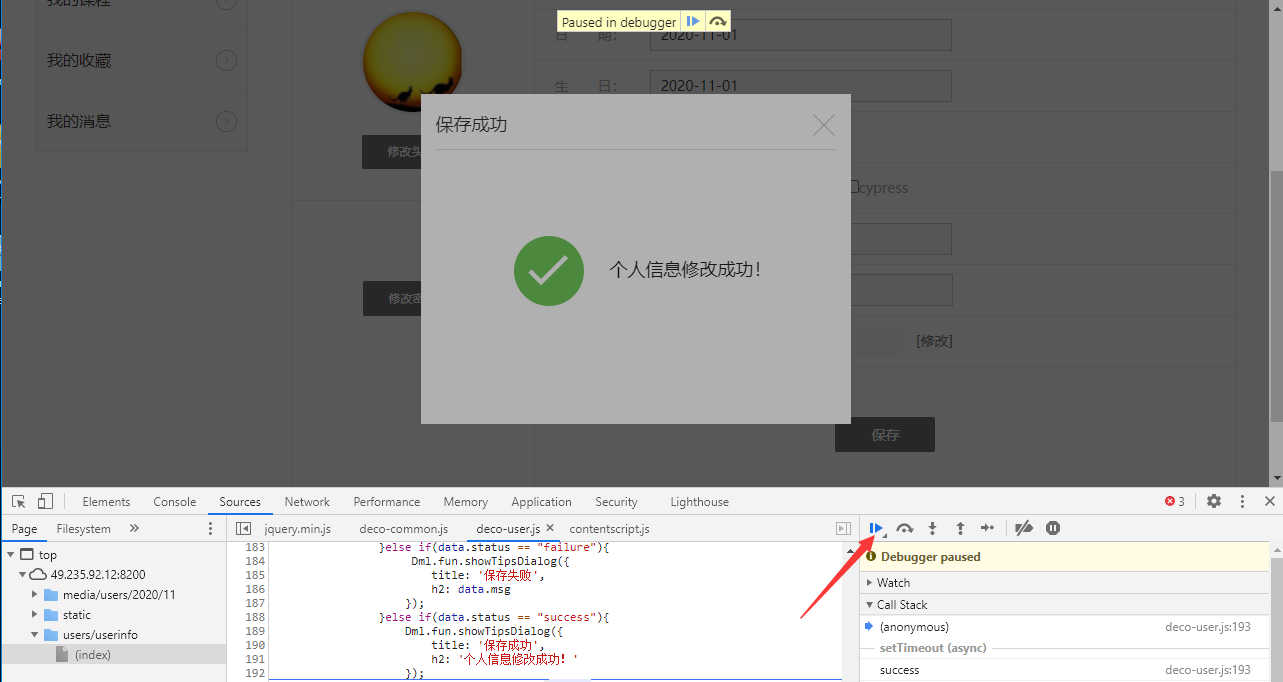 我的课程
Paused in debugger
日 期: 2020-11-01
我的收藏
生 日: 2020-11-01
保存成功
我的消息
修改头
cypress
个人信息修改成功！
修改密
[修改]
保存
Elements Console Sources Network Performance Memory Application Security Lighthouse 3
Page Filesystem » jquery.min.js deco-common.js deco-user.js × contentscript.js
top
49.235.92.12:8200
media/users/2020/11
static
users/userinfo
(index)
183 }else if(data.status == "failure"){
184 Dml.fun.showTipsDialog({
185 title: '保存失败',
186 h2: data.msg
187 });
188 }else if(data.status == "success"){
189 Dml.fun.showTipsDialog({
190 title: '保存成功',
191 h2: '个人信息修改成功！'
192 });
Debugger paused
Watch
Call Stack
(anonymous) deco-user.js:193
setTimeout (async)
success deco-user.js:193